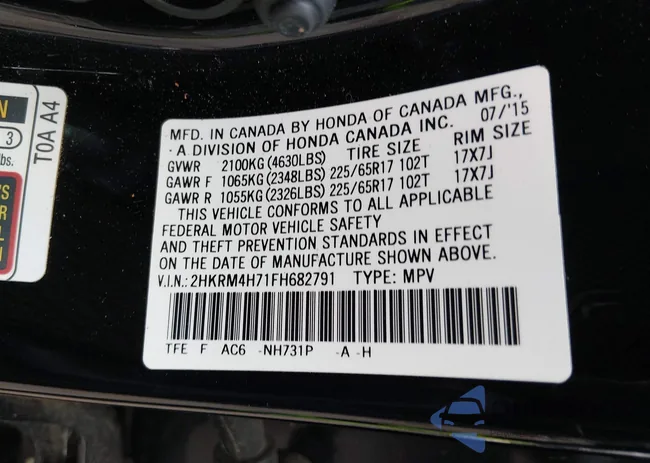 N
3
lbs.
'S
R
L
N
T0A A4
MFD. IN CANADA BY HONDA OF CANADA MFG.,
A DIVISION OF HONDA CANADA INC. 07/'15
GVWR 2100KG(4630LBS) TIRE SIZE RIM SIZE
GAWR F 1065KG(2348LBS) 225/65R17 102T 17X7J
GAWR R 1055KG(2326LBS) 225/65R17 102T 17X7J
THIS VEHICLE CONFORMS TO ALL APPLICABLE
FEDERAL MOTOR VEHICLE SAFETY
AND THEFT PREVENTION STANDARDS IN EFFECT
ON THE DATE OF MANUFACTURE SHOWN ABOVE.
V.I.N.: 2HKRM4H71FH682791 TYPE: MPV
TFE F AC6 -NH731P -A -H